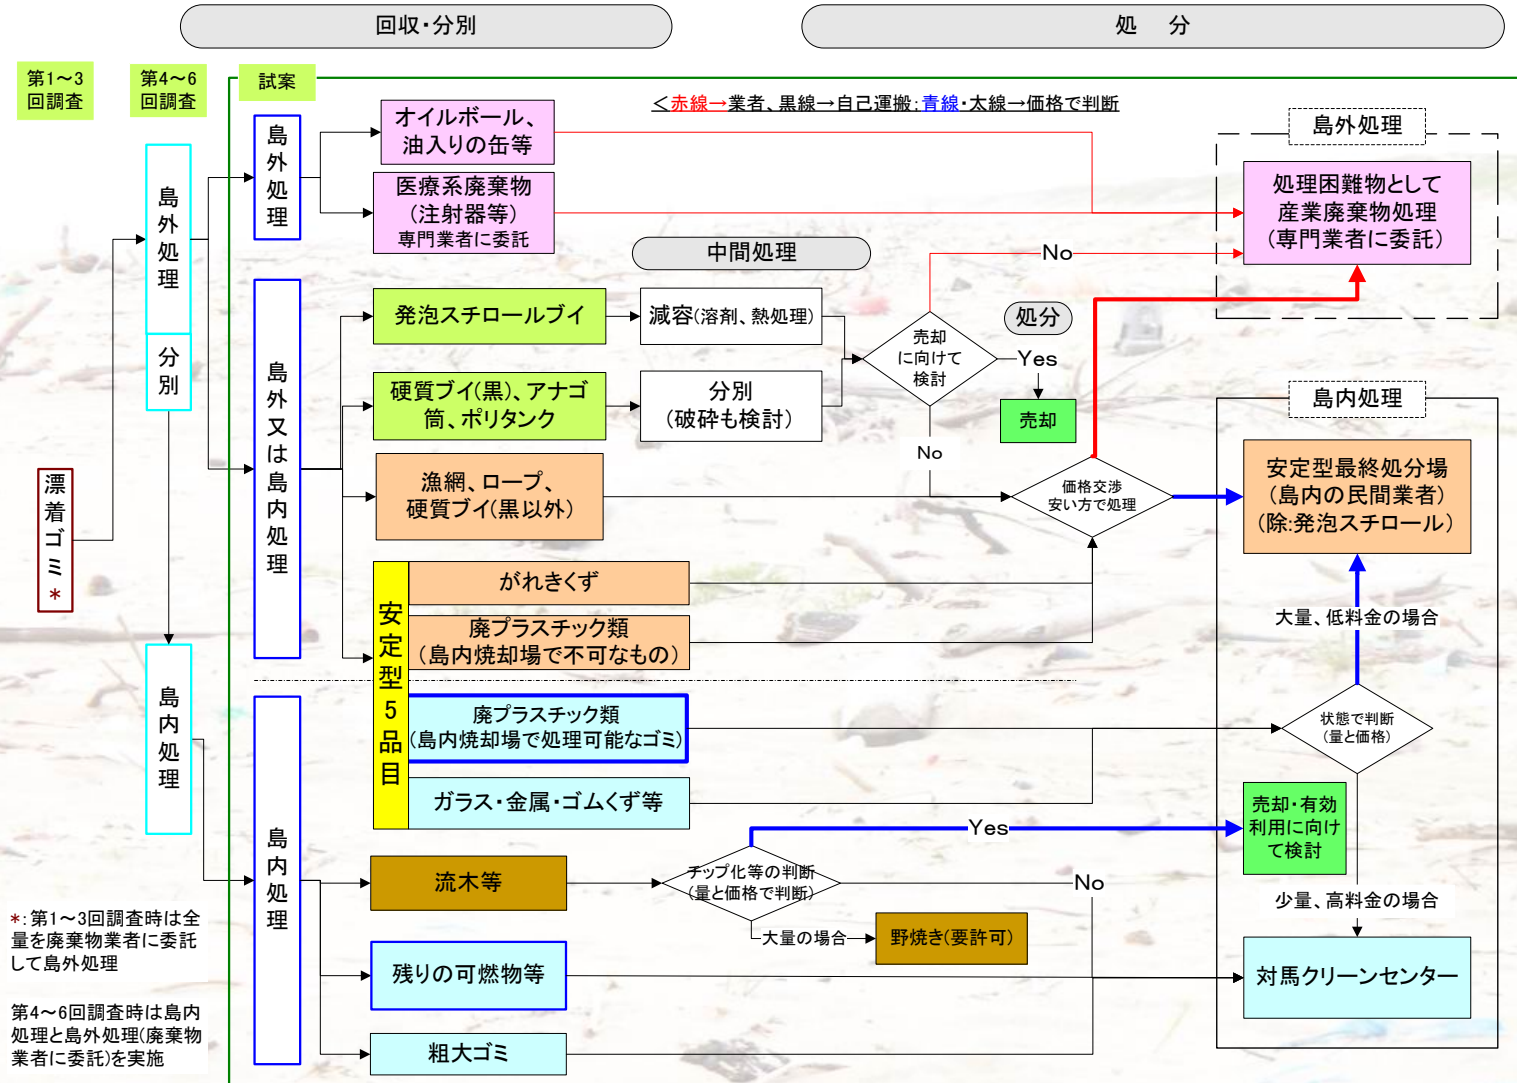 回収・分別
処　分
第1～3
回調査
第4～6
回調査
試案
＜赤線→業者、黒線→自己運搬:青線・太線→価格で判断
島外処理
分別
島外処理
オイルボール、
油入りの缶等
医療系廃棄物
(注射器等)
専門業者に委託
島外処理
処理困難物として
産業廃棄物処理
(専門業者に委託)
中間処理
No
島外又は島内処理
発泡スチロールブイ
減容(溶剤、熱処理)
売却
に向けて
検討
処分
Yes
売却
硬質ブイ(黒)、アナゴ
筒、ポリタンク
分別
(破砕も検討)
No
島内処理
漂着ゴミ*
漁網、ロープ、
硬質ブイ(黒以外)
価格交渉
安い方で処理
安定型最終処分場
(島内の民間業者)
(除:発泡スチロール)
安定型5品目
がれきくず
廃プラスチック類
(島内焼却場で不可なもの)
大量、低料金の場合
島内処理
島内処理
廃プラスチック類
(島内焼却場で処理可能なゴミ)
状態で判断
(量と価格)
ガラス・金属・ゴムくず等
Yes
売却・有効
利用に向け
て検討
流木等
チップ化等の判断
(量と価格で判断)
No
少量、高料金の場合
大量の場合
野焼き(要許可)
残りの可燃物等
対馬クリーンセンター
粗大ゴミ
*:第1～3回調査時は全
量を廃棄物業者に委託
して島外処理
第4～6回調査時は島内
処理と島外処理(廃棄物
業者に委託)を実施